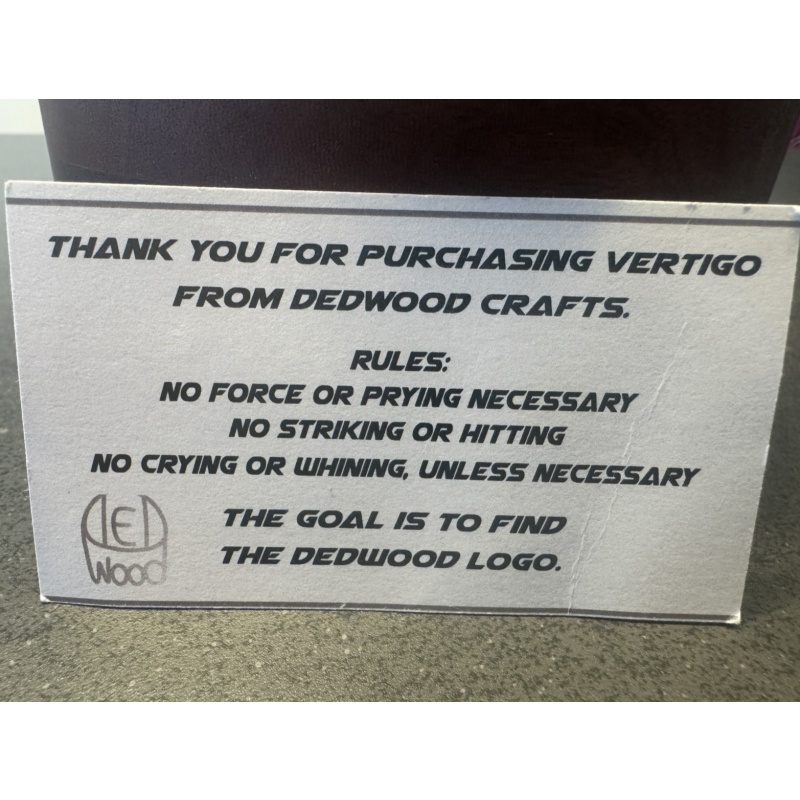 THANK YOU FOR PURCHASING VERTIGO
FROM DEDWOOD CRAFTS.
RULES:
NO FORCE OR PRYING NECESSARY
NO STRIKING OR HITTING
NO CRYING OR WHINING, UNLESS NECESSARY
THE GOAL IS TO FIND
THE DEDWOOD LOGO.
DED
WOOD